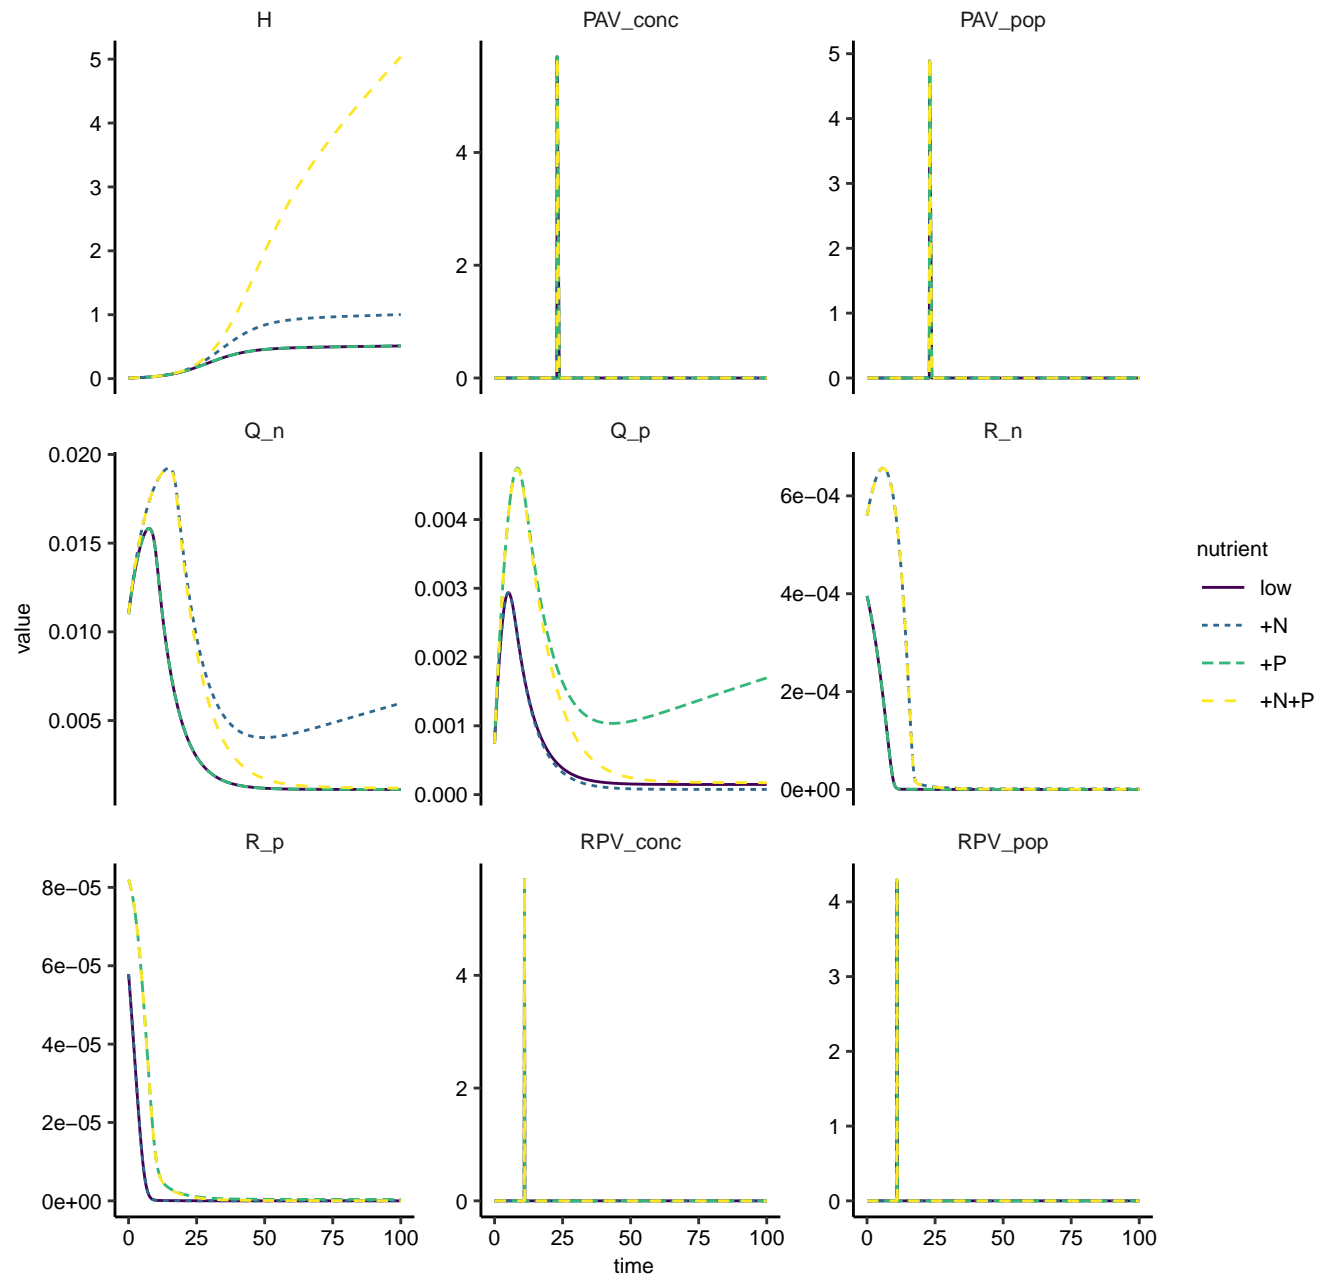 H
PAV_conc
PAV_pop
5
4
3
2
1
0
4
2
0
5
4
3
2
1
0
Q_n
Q_p
R_n
0.020
0.015
0.010
0.005
0.004
0.003
0.002
0.001
0.000
6e−04
4e−04
2e−04
0e+00
R_p
RPV_conc
RPV_pop
8e−05
6e−05
4e−05
2e−05
0e+00
4
2
0
4
3
2
1
0
0 25 50 75 100
0 25 50 75 100
0 25 50 75 100
time
value
nutrient
low
+N
+P
+N+P